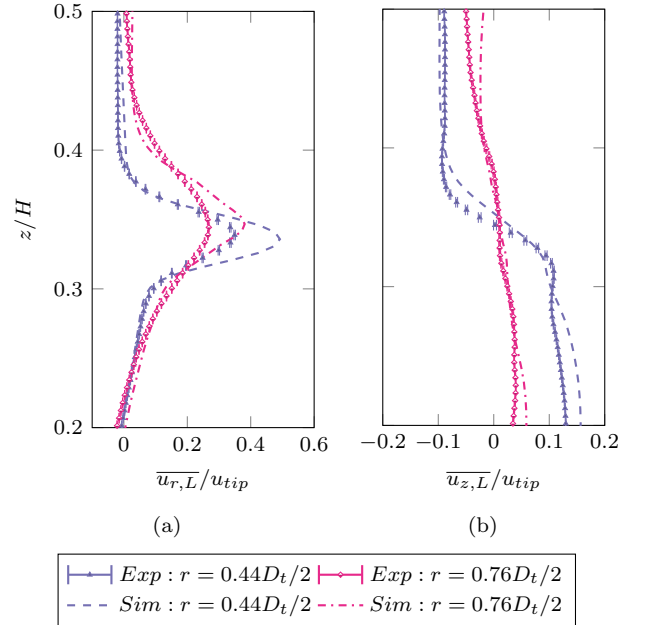 0.5
0.4
0.3
0.2
z/H
0 0.2 0.4 0.6
−0.2 −0.1 0 0.1 0.2
$\overline{u_{r,L}}/u_{tip}$
$\overline{u_{z,L}}/u_{tip}$
(a)
(b)
Exp : r = 0.44D_t/2 Exp : r = 0.76D_t/2
Sim : r = 0.44D_t/2 Sim : r = 0.76D_t/2